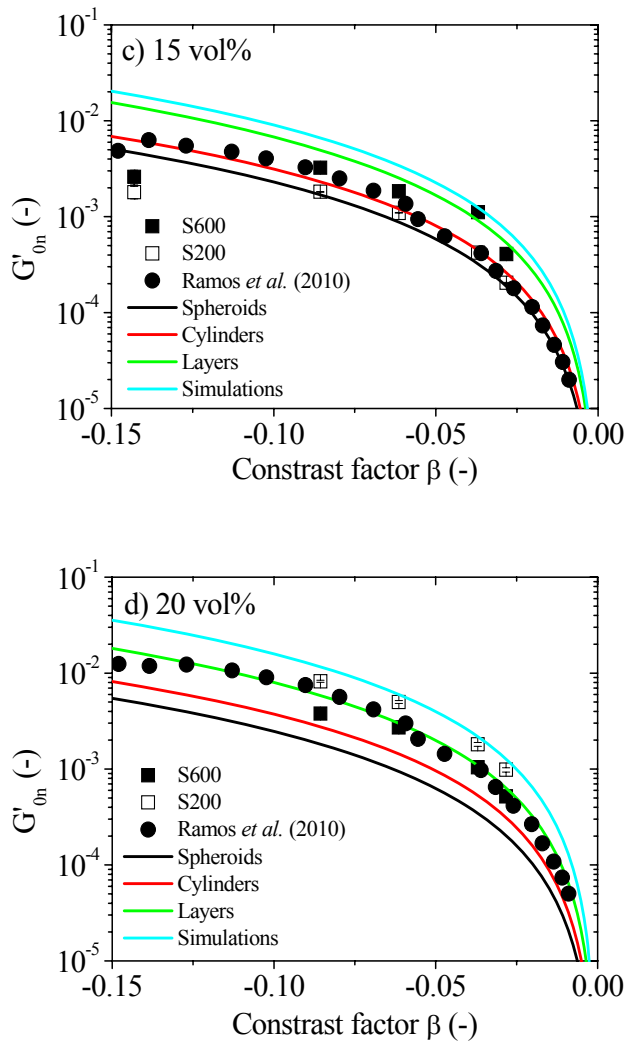 c) 15 vol%
10^-1
10^-2
10^-3
10^-4
10^-5
G'0n (-)
S600
S200
Ramos et al. (2010)
Spheroids
Cylinders
Layers
Simulations
-0.15 -0.10 -0.05 0.00
Constrast factor β (-)
d) 20 vol%
10^-1
10^-2
10^-3
10^-4
10^-5
G'0n (-)
S600
S200
Ramos et al. (2010)
Spheroids
Cylinders
Layers
Simulations
-0.15 -0.10 -0.05 0.00
Constrast factor β (-)